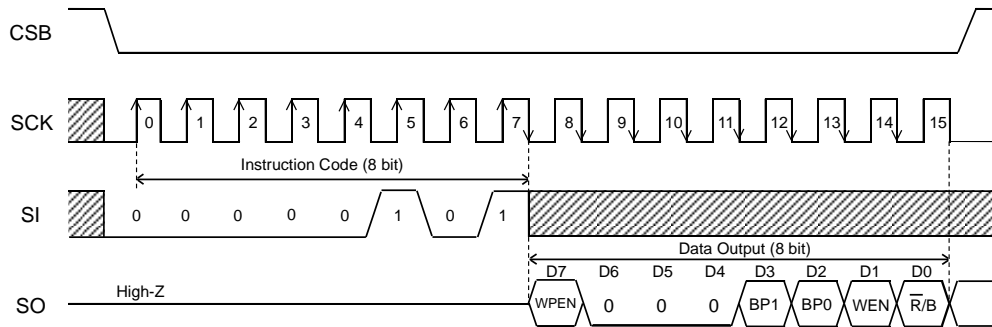 CSB
SCK 0 1 2 3 4 5 6 7 8 9 10 11 12 13 14 15
Instruction Code (8 bit)
SI 0 0 0 0 0 1 0 1
Data Output (8 bit)
D7 D6 D5 D4 D3 D2 D1 D0
High-Z
SO WPEN 0 0 0 BP1 BP0 WEN R̅/B